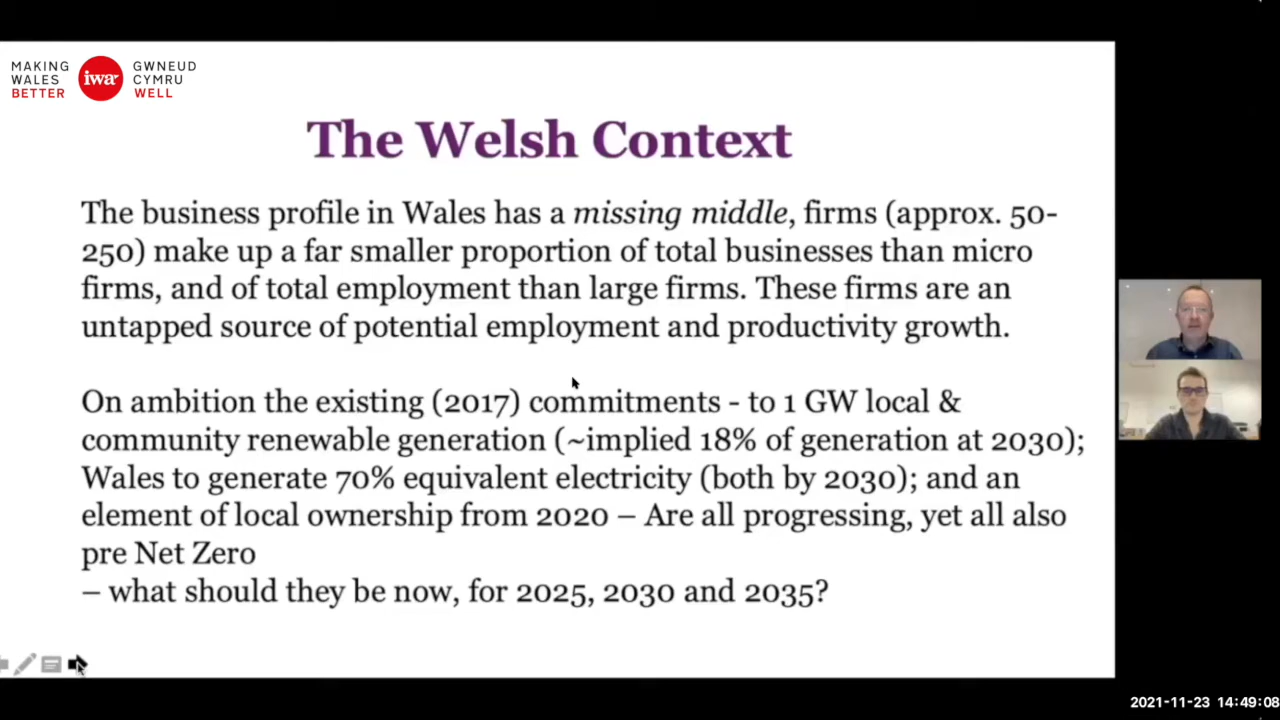 MAKING
WALES
BETTER
iwa
GWNEUD
CYMRU
WELL
The Welsh Context
The business profile in Wales has a missing middle, firms (approx. 50-
250) make up a far smaller proportion of total businesses than micro
firms, and of total employment than large firms. These firms are an
untapped source of potential employment and productivity growth.
On ambition the existing (2017) commitments - to 1 GW local &
community renewable generation (~implied 18% of generation at 2030);
Wales to generate 70% equivalent electricity (both by 2030); and an
element of local ownership from 2020 – Are all progressing, yet all also
pre Net Zero
– what should they be now, for 2025, 2030 and 2035?
2021-11-23 14:49:08